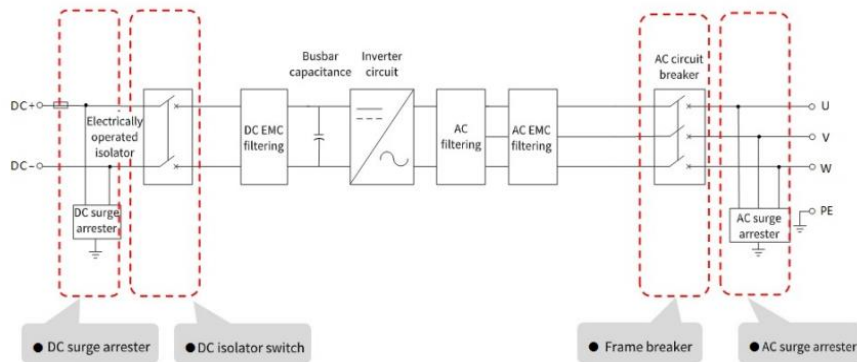 Busbar
capacitance
Inverter
circuit
AC circuit
breaker
DC+
Electrically
operated
isolator
DC−
DC EMC
filtering
AC
filtering
AC EMC
filtering
U
V
W
PE
DC surge
arrester
AC surge
arrester
● DC surge arrester
● DC isolator switch
● Frame breaker
● AC surge arrester